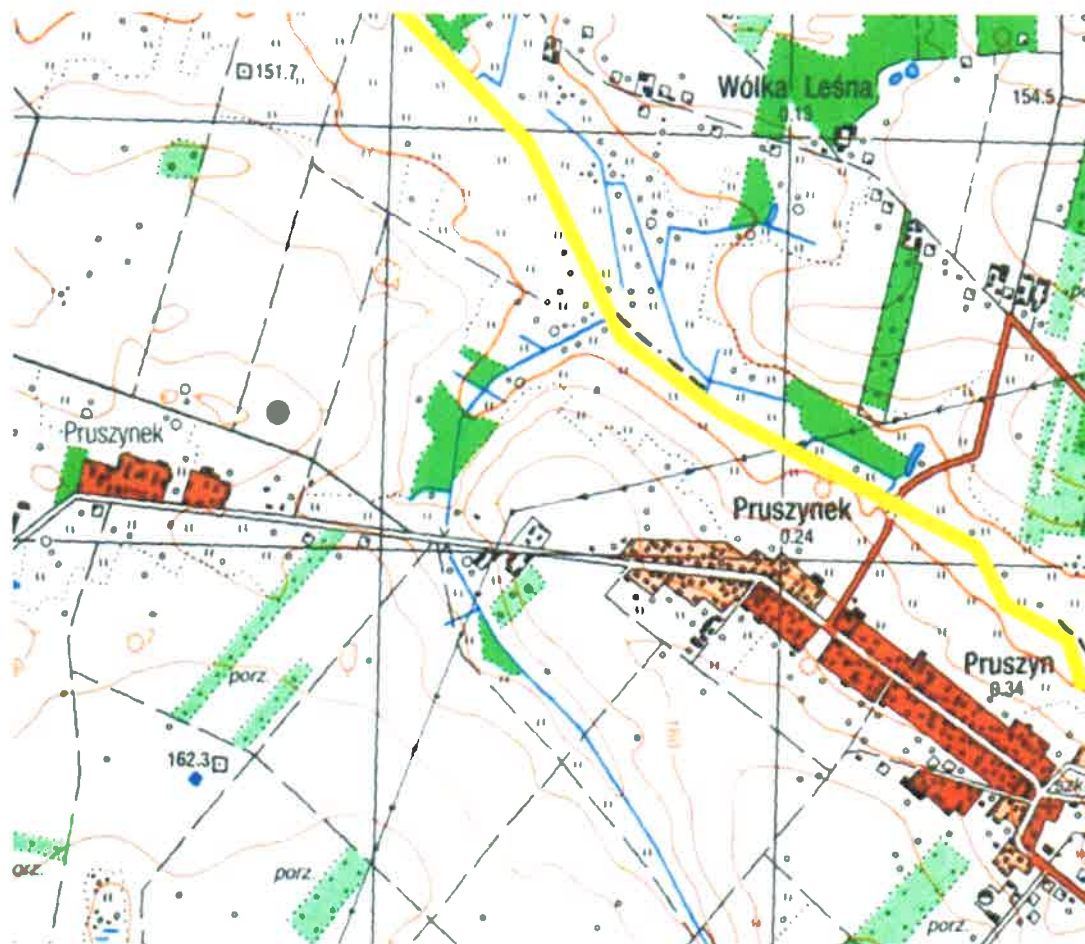 151.7
Wólka Leśna
0.13
154.5
Pruszynek
Pruszynek
0.24
Pruszyn
0.34
porz.
162.3
porz.
porz.